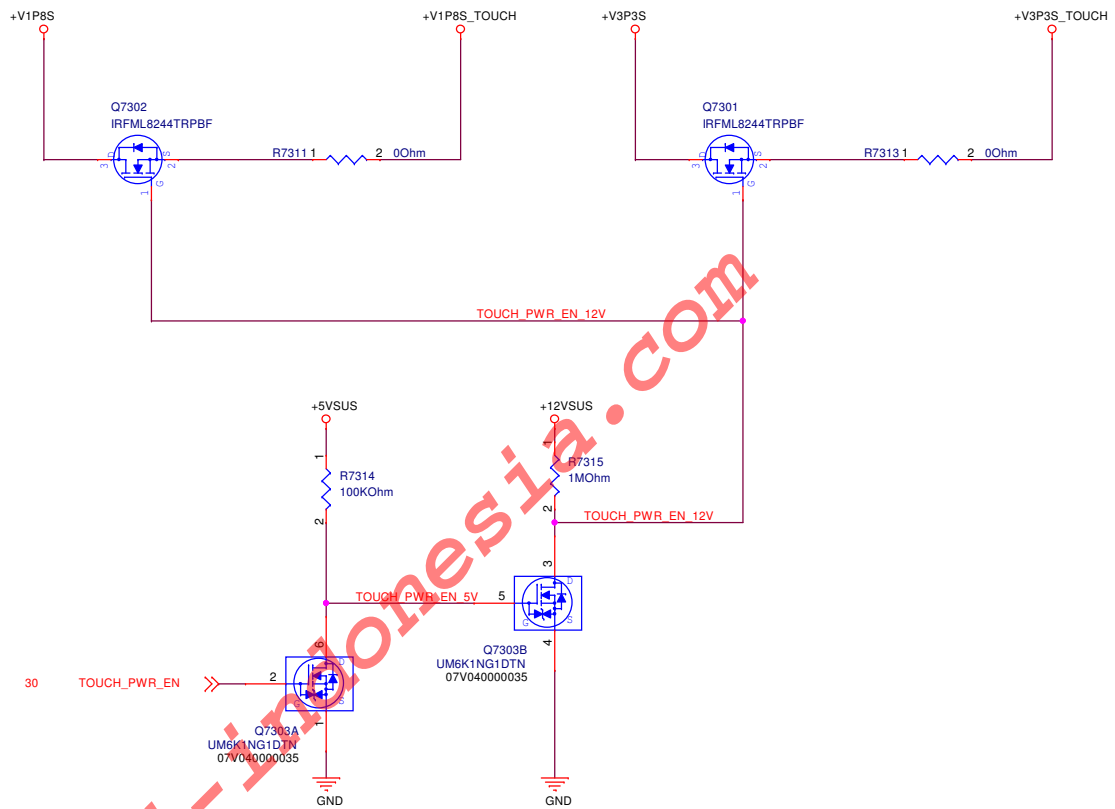 +V1P8S
+V1P8S_TOUCH
+V3P3S
+V3P3S_TOUCH
Q7302
IRFML8244TRPBF
3 D
S 2
G
1
R7311 1
2 0Ohm
Q7301
IRFML8244TRPBF
3 D
S 2
G
1
R7313 1
2 0Ohm
TOUCH_PWR_EN_12V
+5VSUS
1
R7314
100KOhm
2
+12VSUS
1
R7315
1MOhm
2
TOUCH_PWR_EN_12V
3
D
TOUCH_PWR_EN_5V
5
G
S
4
Q7303B
UM6K1NG1DTN
07V040000035
6
D
30
TOUCH_PWR_EN
2
G
S
1
Q7303A
UM6K1NG1DTN
07V040000035
GND
GND
-indonesia.com